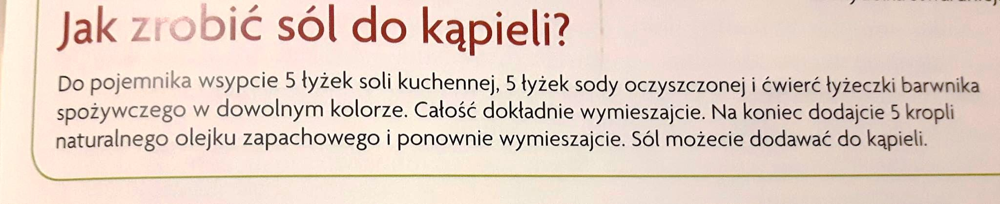 Jak zrobić sól do kąpieli?
Do pojemnika wsypcie 5 łyżek soli kuchennej, 5 łyżek sody oczyszczonej i ćwierć łyżeczki barwnika
spożywczego w dowolnym kolorze. Całość dokładnie wymieszajcie. Na koniec dodajcie 5 kropli
naturalnego olejku zapachowego i ponownie wymieszajcie. Sól możecie dodawać do kąpieli.